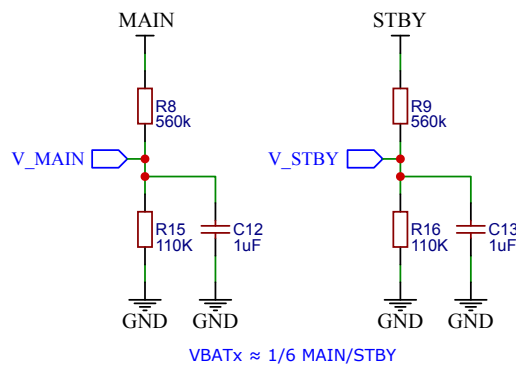 MAIN
R8
560k
V_MAIN
R15
110K
C12
1uF
GND
GND
STBY
R9
560k
V_STBY
R16
110K
C13
1uF
GND
GND
VBATx ≈ 1/6 MAIN/STBY